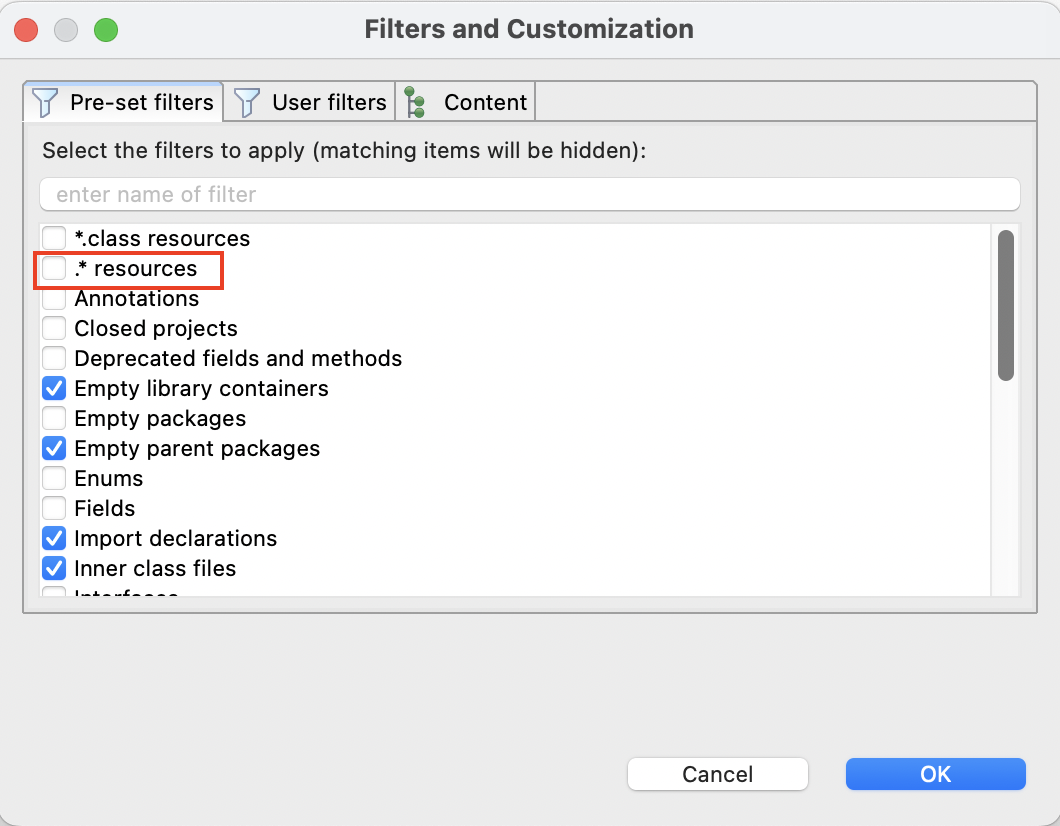 Filters and Customization
Pre-set filters User filters Content
Select the filters to apply (matching items will be hidden):
enter name of filter
*.class resources
.* resources
Annotations
Closed projects
Deprecated fields and methods
Empty library containers
Empty packages
Empty parent packages
Enums
Fields
Import declarations
Inner class files
Interfaces
Cancel OK